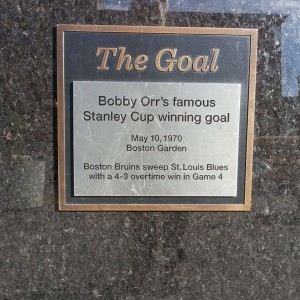 The Goal
Bobby Orr's famous
Stanley Cup winning goal
May 10, 1970
Boston Garden
Boston Bruins sweep St. Louis Blues
with a 4-3 overtime win in Game 4